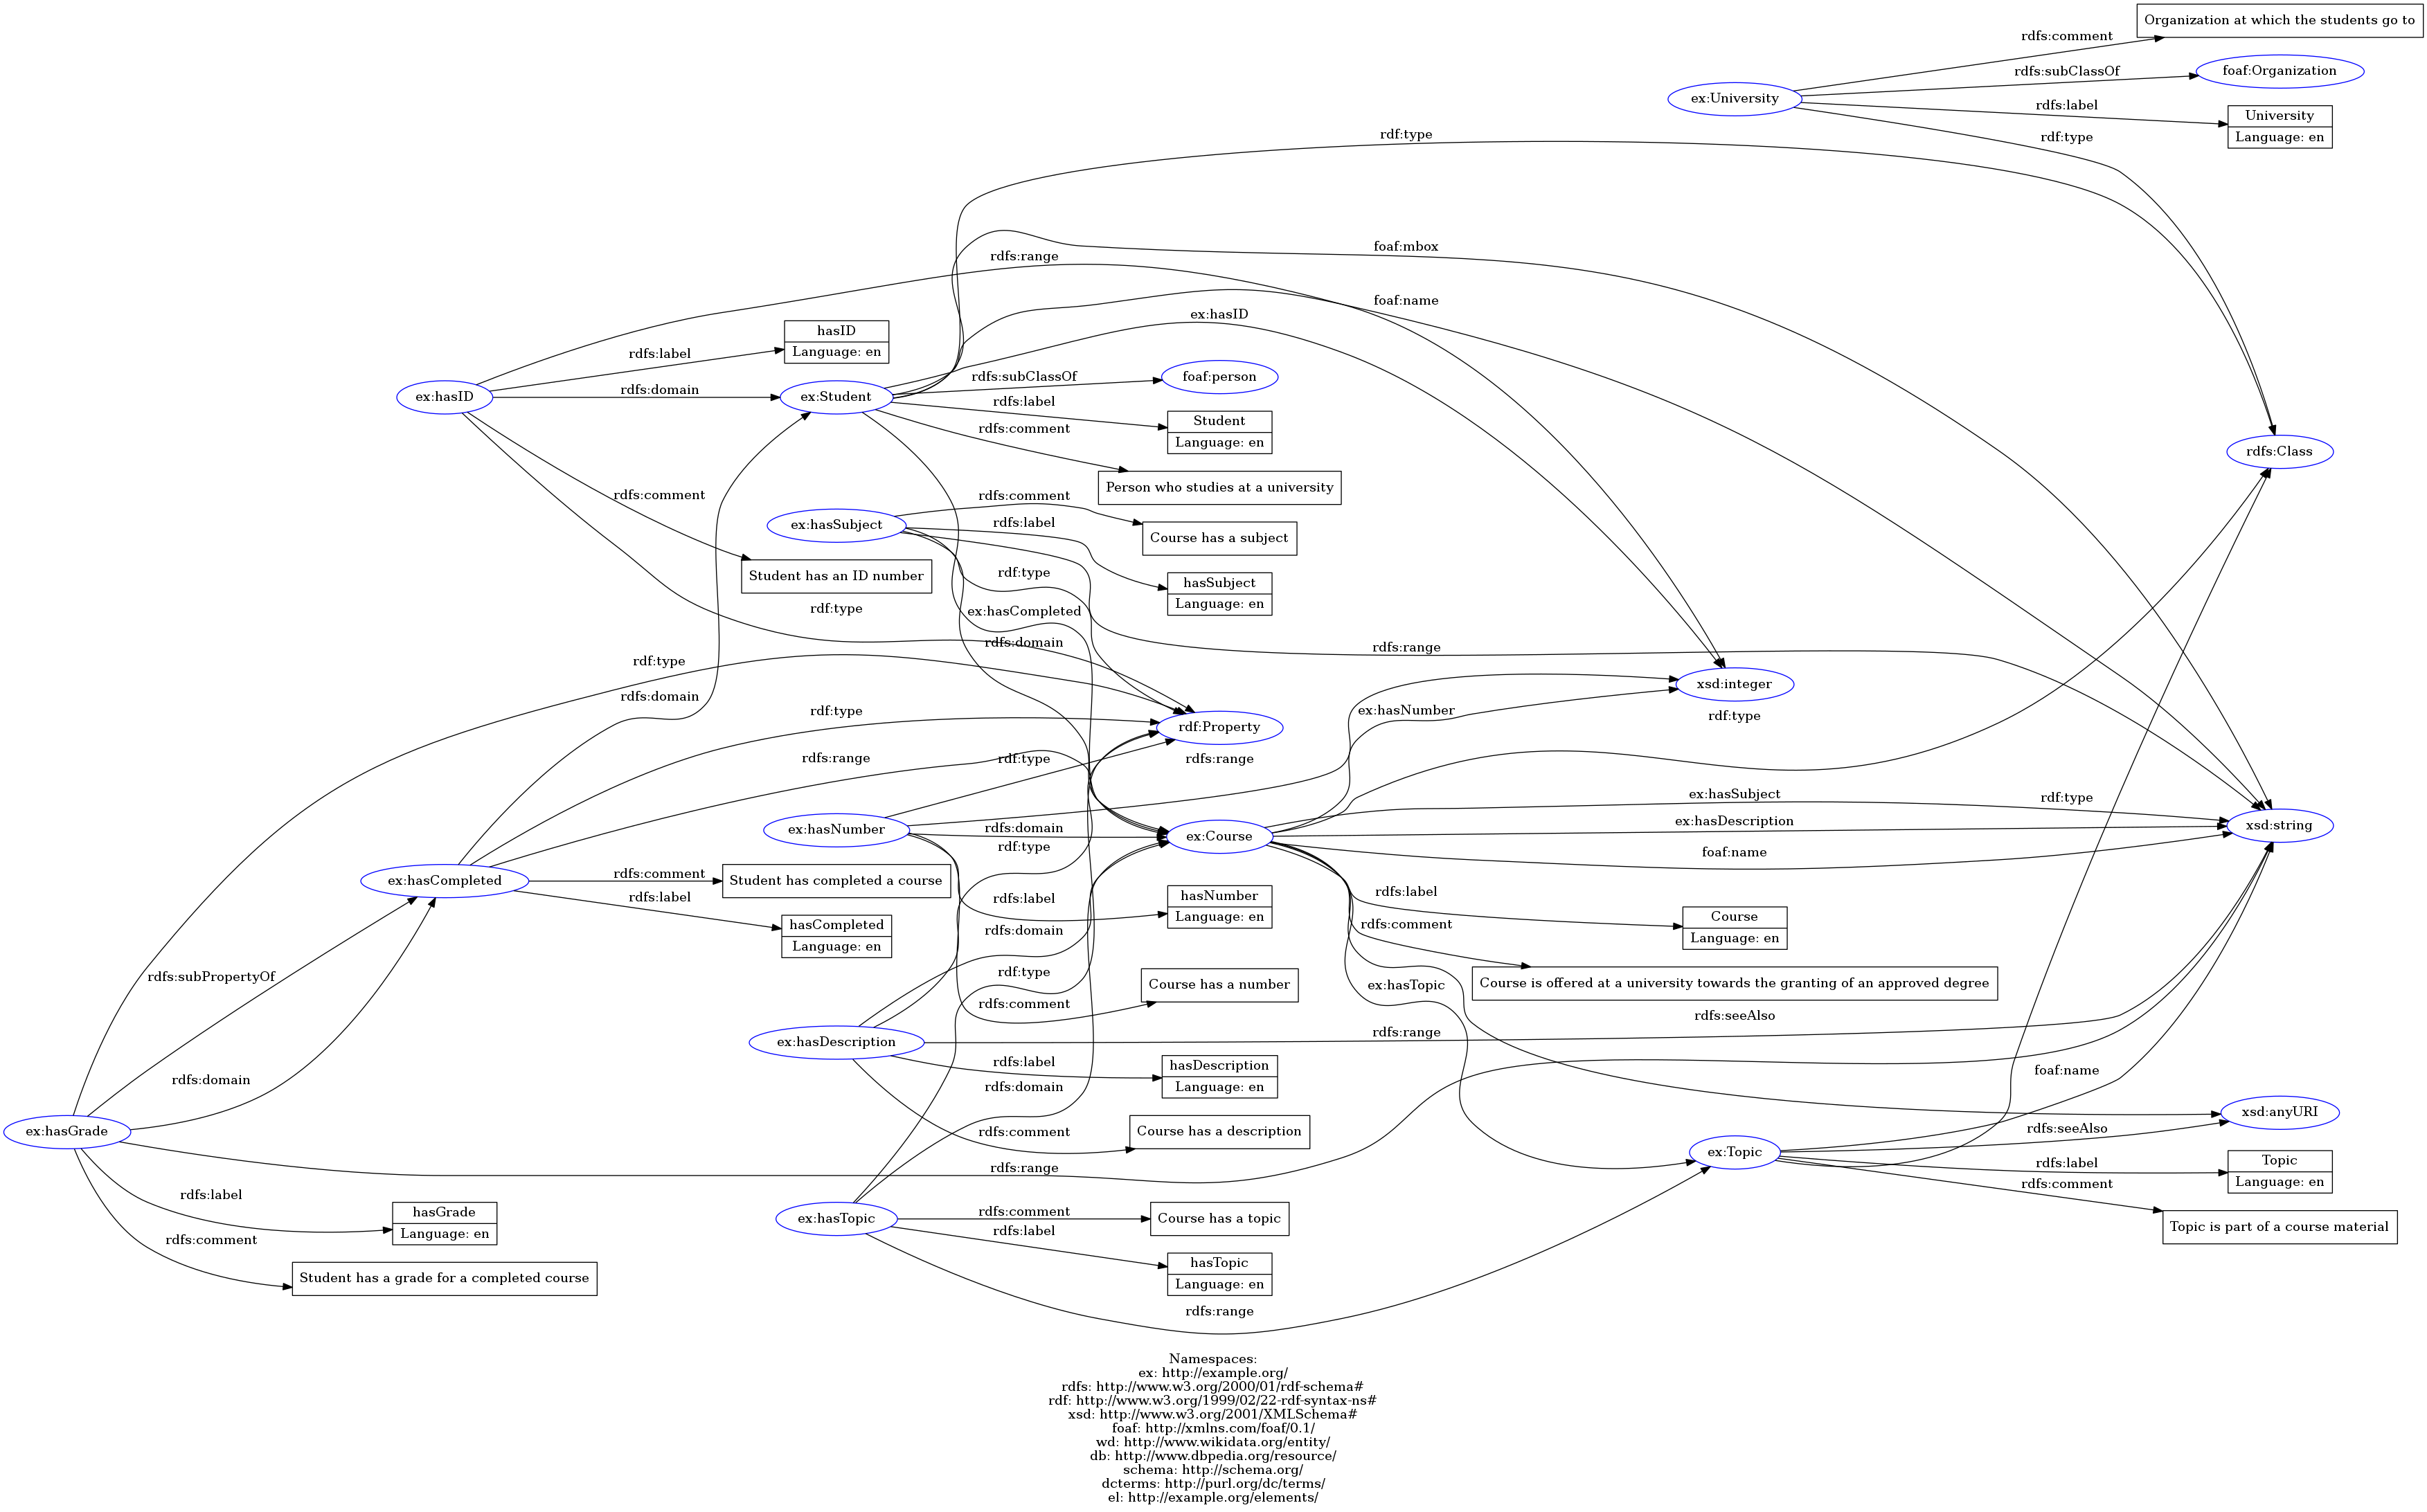 Organization at which the students go to
rdfs:comment
rdfs:subClassOf
foaf:Organization
ex:University
rdfs:label
University
Language: en
rdf:type
rdf:type
foaf:mbox
rdfs:range
foaf:name
ex:hasID
hasID
Language: en
rdfs:label
rdfs:subClassOf
foaf:person
rdfs:domain
ex:hasID
ex:Student
rdfs:label
Student
Language: en
rdfs:comment
rdfs:Class
Person who studies at a university
rdfs:comment
rdfs:comment
ex:hasSubject
rdfs:label
Course has a subject
Student has an ID number
rdf:type
hasSubject
Language: en
rdf:type
ex:hasCompleted
rdfs:domain
rdfs:range
rdf:type
xsd:integer
rdfs:domain
rdf:type
ex:hasNumber
rdf:type
rdf:Property
rdfs:range
rdf:type
rdfs:range
ex:hasSubject
rdf:type
ex:hasNumber
rdfs:domain
ex:Course
ex:hasDescription
xsd:string
rdf:type
foaf:name
ex:hasCompleted
rdfs:comment
Student has completed a course
rdfs:label
rdfs:label
hasNumber
Language: en
rdfs:label
Course
Language: en
hasCompleted
Language: en
rdfs:domain
rdfs:comment
rdfs:subPropertyOf
rdf:type
Course has a number
ex:hasTopic
Course is offered at a university towards the granting of an approved degree
rdfs:comment
rdfs:seeAlso
ex:hasDescription
rdfs:range
rdfs:label
hasDescription
Language: en
foaf:name
rdfs:domain
rdfs:domain
xsd:anyURI
ex:hasGrade
rdfs:comment
Course has a description
rdfs:seeAlso
ex:Topic
rdfs:range
rdfs:label
Topic
Language: en
rdfs:label
rdfs:comment
hasGrade
Language: en
ex:hasTopic
rdfs:comment
Course has a topic
Topic is part of a course material
rdfs:label
rdfs:comment
hasTopic
Language: en
Student has a grade for a completed course
rdfs:range
Namespaces:
ex: http://example.org/
rdfs: http://www.w3.org/2000/01/rdf-schema#
rdf: http://www.w3.org/1999/02/22-rdf-syntax-ns#
xsd: http://www.w3.org/2001/XMLSchema#
foaf: http://xmlns.com/foaf/0.1/
wd: http://www.wikidata.org/entity/
db: http://www.dbpedia.org/resource/
schema: http://schema.org/
dcterms: http://purl.org/dc/terms/
el: http://example.org/elements/